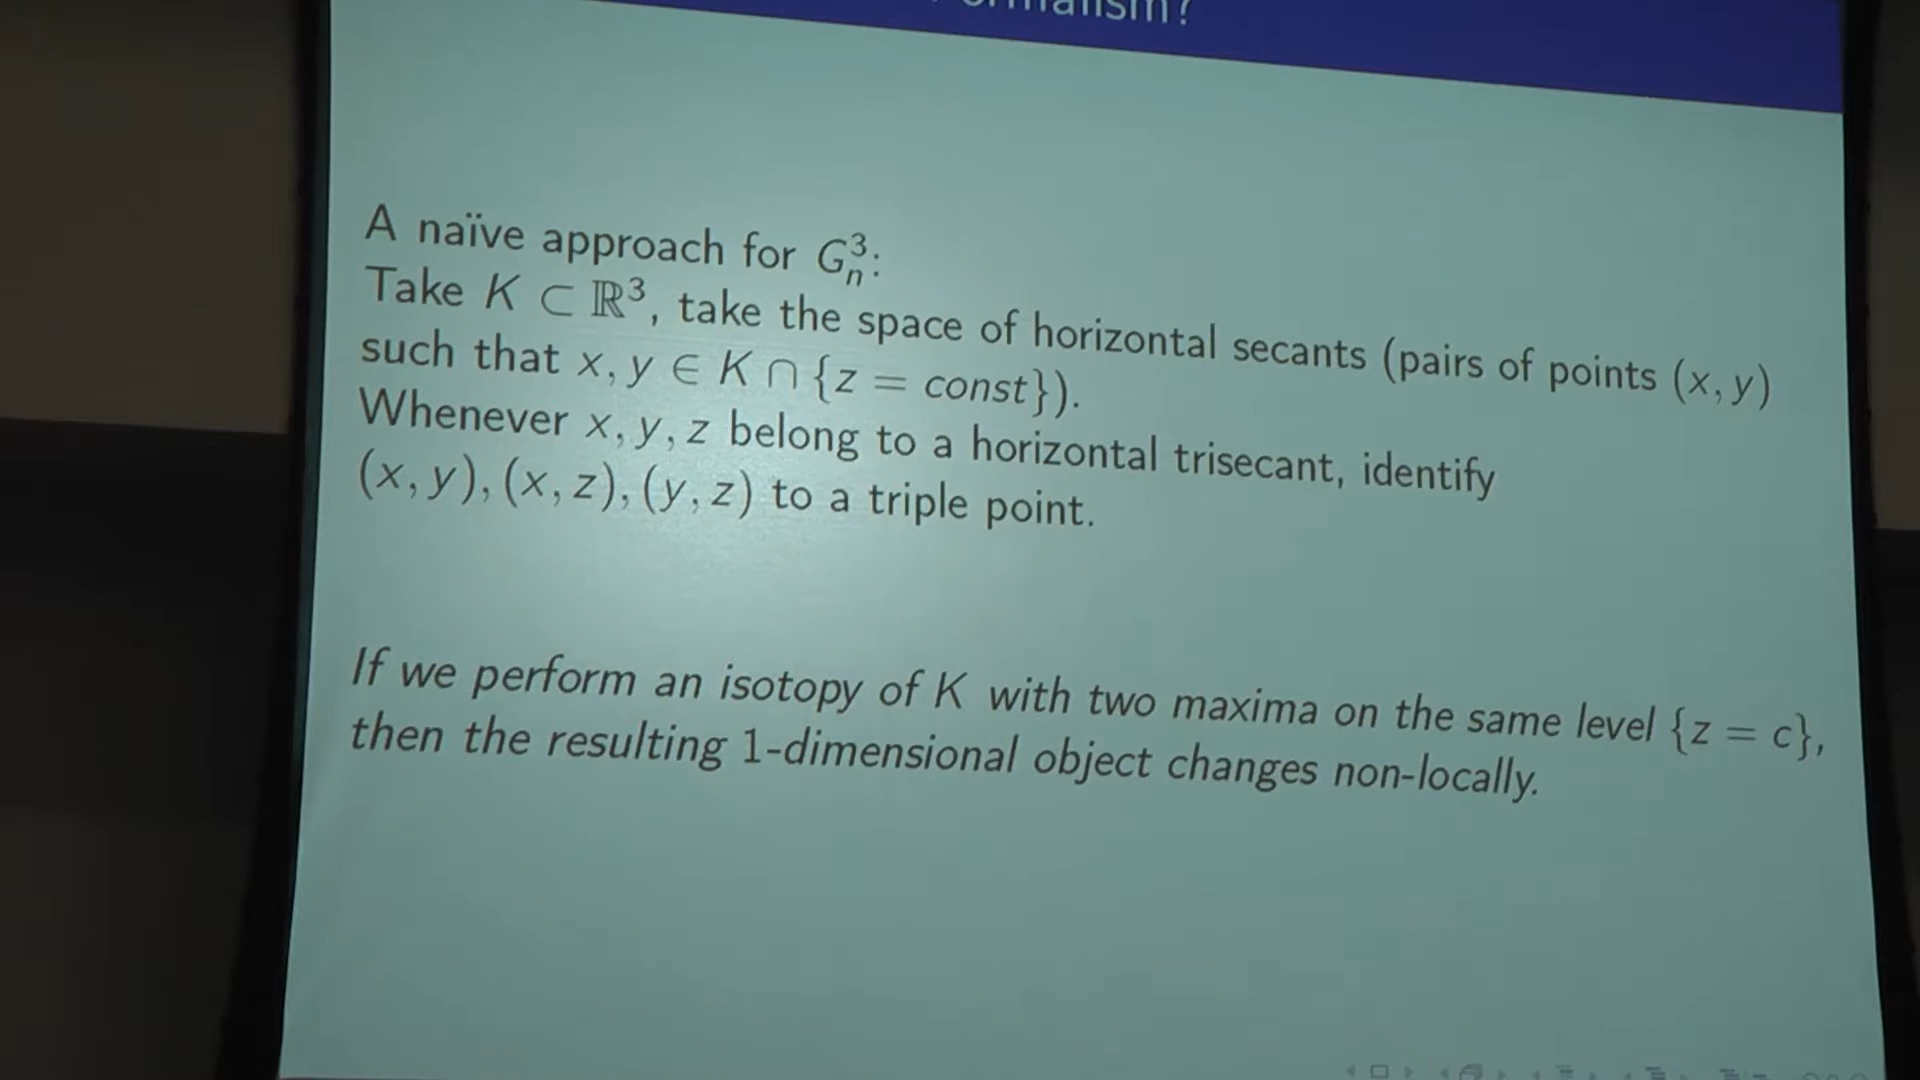 A naïve approach for $G_n^3$:
Take $K \subset \mathbb{R}^3$, take the space of horizontal secants (pairs of points $(x, y)$
such that $x, y \in K \cap \{z = const\}$).
Whenever $x, y, z$ belong to a horizontal trisecant, identify
$(x, y), (x, z), (y, z)$ to a triple point.
If we perform an isotopy of K with two maxima on the same level $\{z = c\}$,
then the resulting 1-dimensional object changes non-locally.